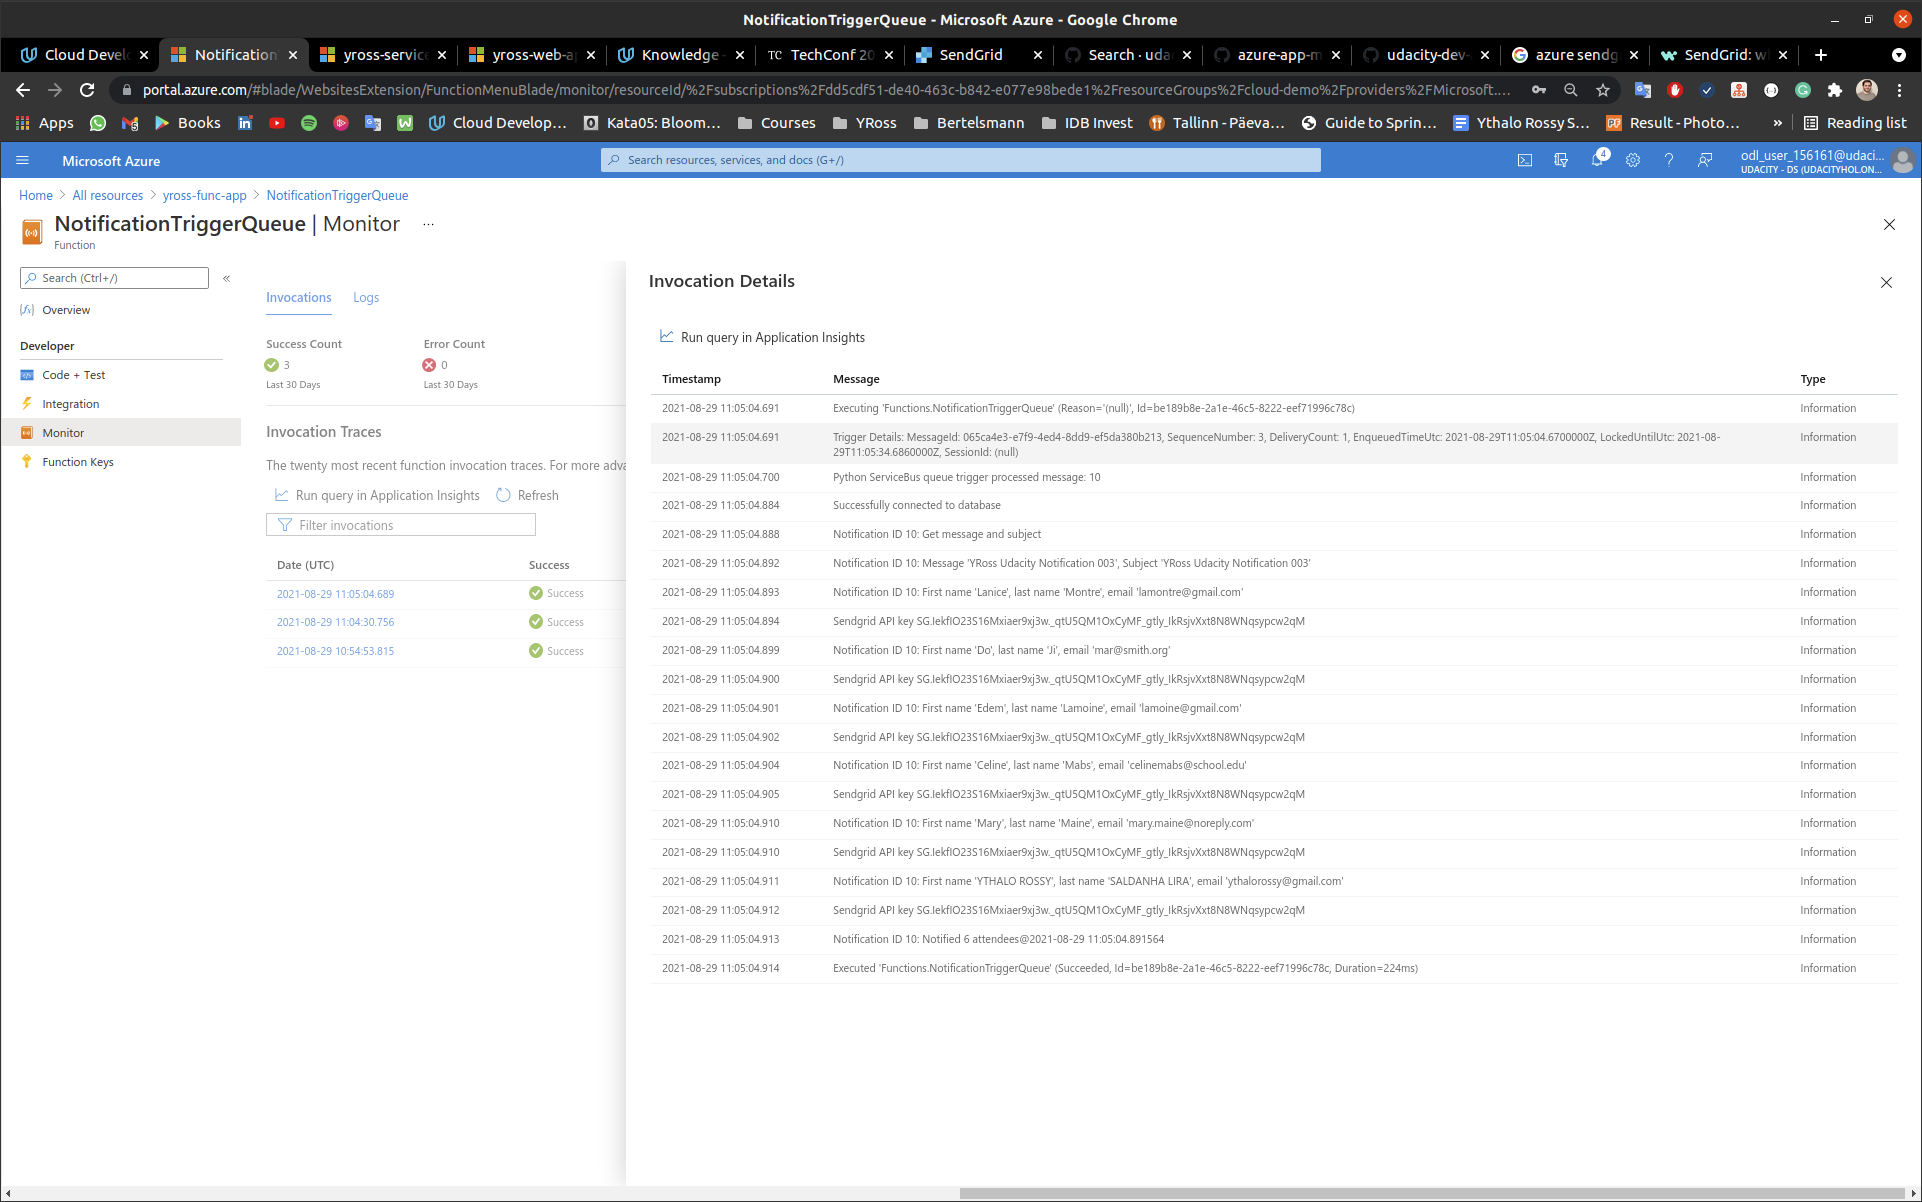 NotificationTriggerQueue - Microsoft Azure - Google Chrome
Cloud Devel
Notification
yross-servic
yross-web-a
Knowledge
TC TechConf 20
SendGrid
Search · uda
azure-app-m
udacity-dev-
azure sendg
SendGrid: w
portal.azure.com/#blade/WebsitesExtension/FunctionMenuBlade/monitor/resourceId/%2Fsubscriptions%2Fdd5cdf51-de40-463c-b842-e077e98bede1%2FresourceGroups%2Fcloud-demo%2Fproviders%2FMicrosoft....
Apps
Books
Cloud Develop...
Kata05: Bloom...
Courses
YRoss
Bertelsmann
IDB Invest
Tallinn - Päeva...
Guide to Sprin...
Ythalo Rossy S...
Result - Photo...
»
Reading list
Microsoft Azure
Search resources, services, and docs (G+/)
4
odl_user_156161@udaci...
UDACITY - DS (UDACITYHOL.ON...
Home > All resources > yross-func-app > NotificationTriggerQueue
NotificationTriggerQueue | Monitor ...
Function
Search (Ctrl+/)
«
Overview
Developer
Code + Test
Integration
Monitor
Function Keys
Invocations Logs
Success Count Error Count
3 0
Last 30 Days Last 30 Days
Invocation Traces
The twenty most recent function invocation traces. For more adva
Run query in Application Insights Refresh
Filter invocations
Date (UTC) Success
2021-08-29 11:05:04.689 Success
2021-08-29 11:04:30.756 Success
2021-08-29 10:54:53.815 Success
Invocation Details
Run query in Application Insights
Timestamp Message Type
2021-08-29 11:05:04.691 Executing 'Functions.NotificationTriggerQueue' (Reason='(null)', Id=be189b8e-2a1e-46c5-8222-eef71996c78c) Information
2021-08-29 11:05:04.691 Trigger Details: MessageId: 065ca4e3-e7f9-4ed4-8dd9-ef5da380b213, SequenceNumber: 3, DeliveryCount: 1, EnqueuedTimeUtc: 2021-08-29T11:05:04.6700000Z, LockedUntilUtc: 2021-08- Information
29T11:05:34.6860000Z, SessionId: (null)
2021-08-29 11:05:04.700 Python ServiceBus queue trigger processed message: 10 Information
2021-08-29 11:05:04.884 Successfully connected to database Information
2021-08-29 11:05:04.888 Notification ID 10: Get message and subject Information
2021-08-29 11:05:04.892 Notification ID 10: Message 'YRoss Udacity Notification 003', Subject 'YRoss Udacity Notification 003' Information
2021-08-29 11:05:04.893 Notification ID 10: First name 'Lanice', last name 'Montre', email 'lamontre@gmail.com' Information
2021-08-29 11:05:04.894 Sendgrid API key Information
2021-08-29 11:05:04.899 Notification ID 10: First name 'Do', last name 'Ji', email 'mar@smith.org' Information
2021-08-29 11:05:04.900 Sendgrid API key Information
2021-08-29 11:05:04.901 Notification ID 10: First name 'Edem', last name 'Lamoine', email 'lamoine@gmail.com' Information
2021-08-29 11:05:04.902 Sendgrid API key Information
2021-08-29 11:05:04.904 Notification ID 10: First name 'Celine', last name 'Mabs', email 'celinemabs@school.edu' Information
2021-08-29 11:05:04.905 Sendgrid API key Information
2021-08-29 11:05:04.910 Notification ID 10: First name 'Mary', last name 'Maine', email 'mary.maine@noreply.com' Information
2021-08-29 11:05:04.910 Sendgrid API key Information
2021-08-29 11:05:04.911 Notification ID 10: First name 'YTHALO ROSSY', last name 'SALDANHA LIRA', email 'ythalorossy@gmail.com' Information
2021-08-29 11:05:04.912 Sendgrid API key Information
2021-08-29 11:05:04.913 Notification ID 10: Notified 6 attendees@2021-08-29 11:05:04.891564 Information
2021-08-29 11:05:04.914 Executed 'Functions.NotificationTriggerQueue' (Succeeded, Id=be189b8e-2a1e-46c5-8222-eef71996c78c, Duration=224ms) Information